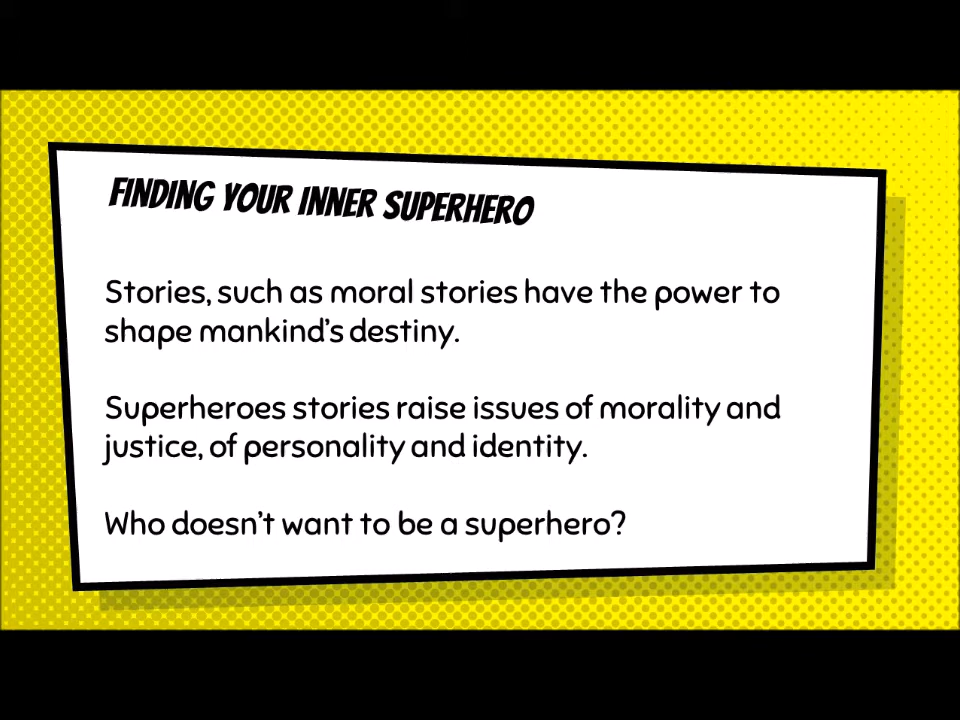 FINDING YOUR INNER SUPERHERO
Stories, such as moral stories have the power to
shape mankind's destiny.
Superheroes stories raise issues of morality and
justice, of personality and identity.
Who doesn't want to be a superhero?